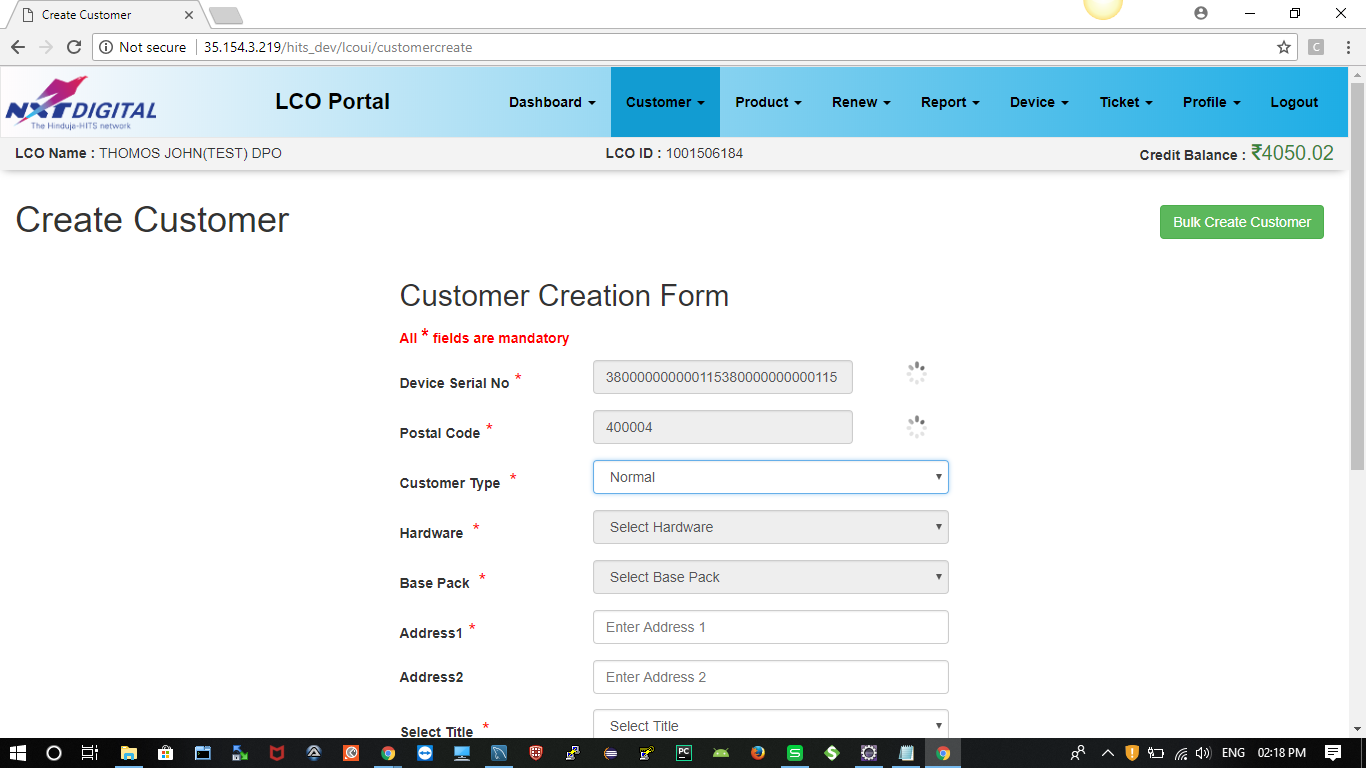 Create Customer
Not secure 35.154.3.219/hits_dev/lcoui/customercreate
C
NXTDIGITAL
The Hinduja-HITS network
LCO Portal
Dashboard Customer Product Renew Report Device Ticket Profile Logout
LCO Name : THOMOS JOHN(TEST) DPO LCO ID : 1001506184 Credit Balance : ₹4050.02
Create Customer
Bulk Create Customer
Customer Creation Form
All * fields are mandatory
Device Serial No * 380000000000115380000000000115
Postal Code * 400004
Customer Type * Normal
Hardware * Select Hardware
Base Pack * Select Base Pack
Address1 * Enter Address 1
Address2 Enter Address 2
Select Title * Select Title
PC S S ENG 02:18 PM